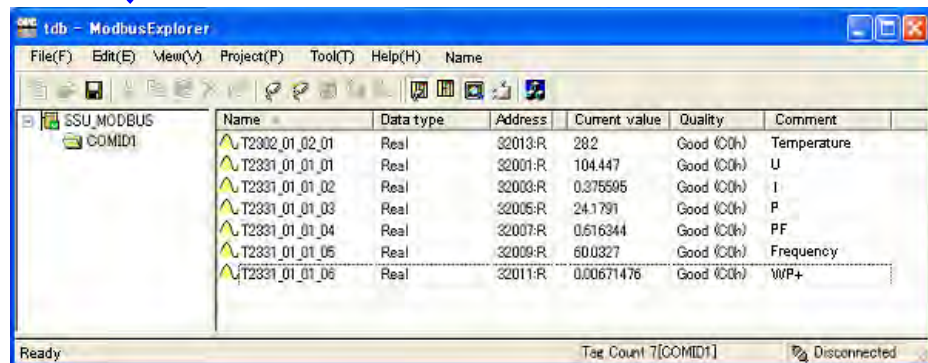 tdb - ModbusExplorer
File(F) Edit(E) View(V) Project(P) Tool(T) Help(H) Name
SSU_MODBUS
COMID1
Name Data type Address Current value Quality Comment
T2302_01_02_01 Real 32013:R 28.2 Good (C0h) Temperature
T2331_01_01_01 Real 32001:R 104.447 Good (C0h) U
T2331_01_01_02 Real 32003:R 0.375595 Good (C0h) I
T2331_01_01_03 Real 32005:R 24.1791 Good (C0h) P
T2331_01_01_04 Real 32007:R 0.616344 Good (C0h) PF
T2331_01_01_05 Real 32009:R 60.0327 Good (C0h) Frequency
T2331_01_01_06 Real 32011:R 0.00671476 Good (C0h) WP+
Ready Tag Count 7[COMID1] Disconnected